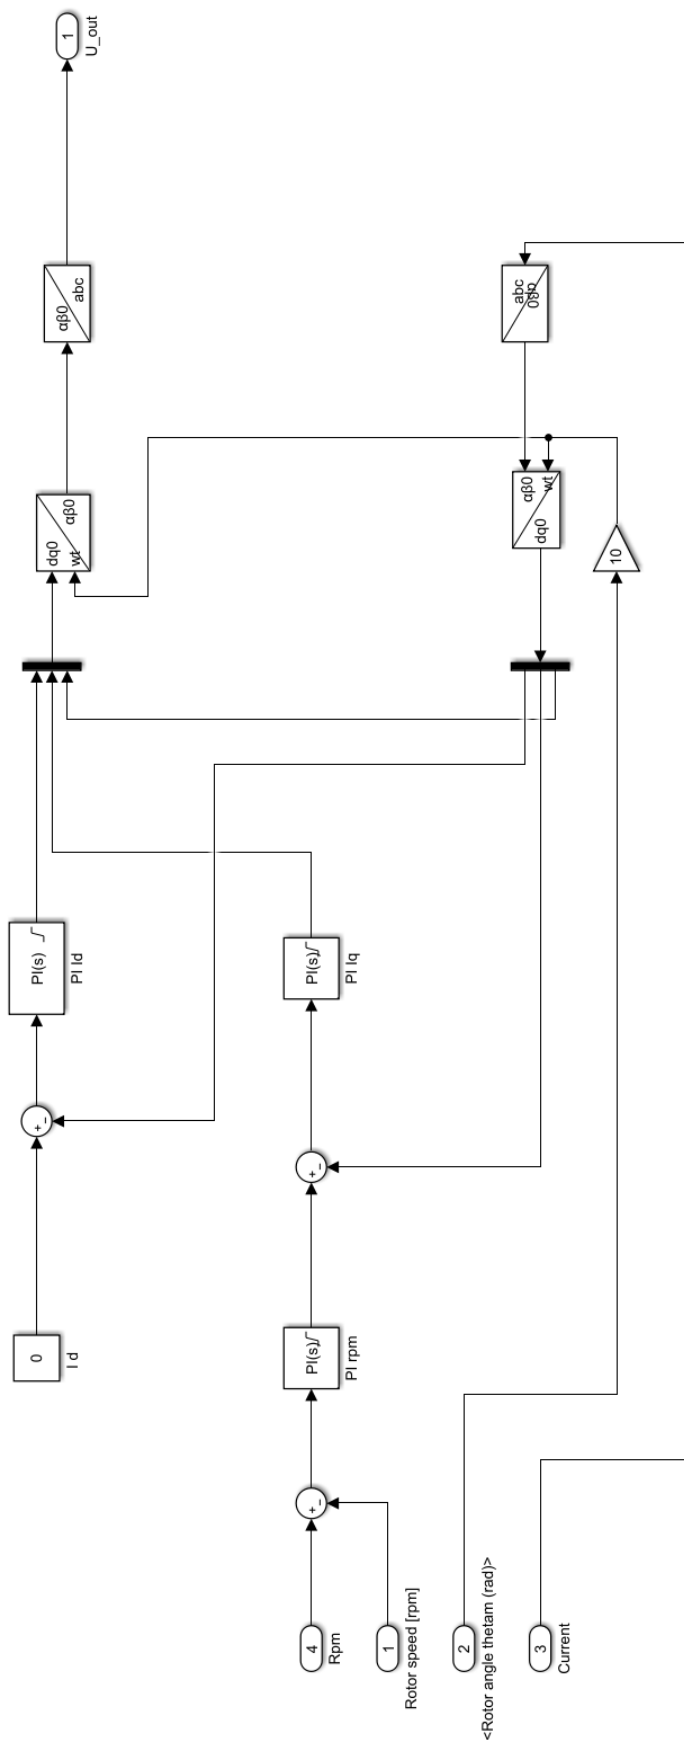 4
Rpm
1
Rotor speed [rpm]
2
<Rotor angle thetam (rad)>
3
Current
+
-
PI(s)
PI rpm
0
I d
+
-
+
-
PI(s)
PI Id
PI(s)
PI Iq
10
dq0
wt
αβ0
αβ0
wt
dq0
αβ0
abc
abc
1
U_out